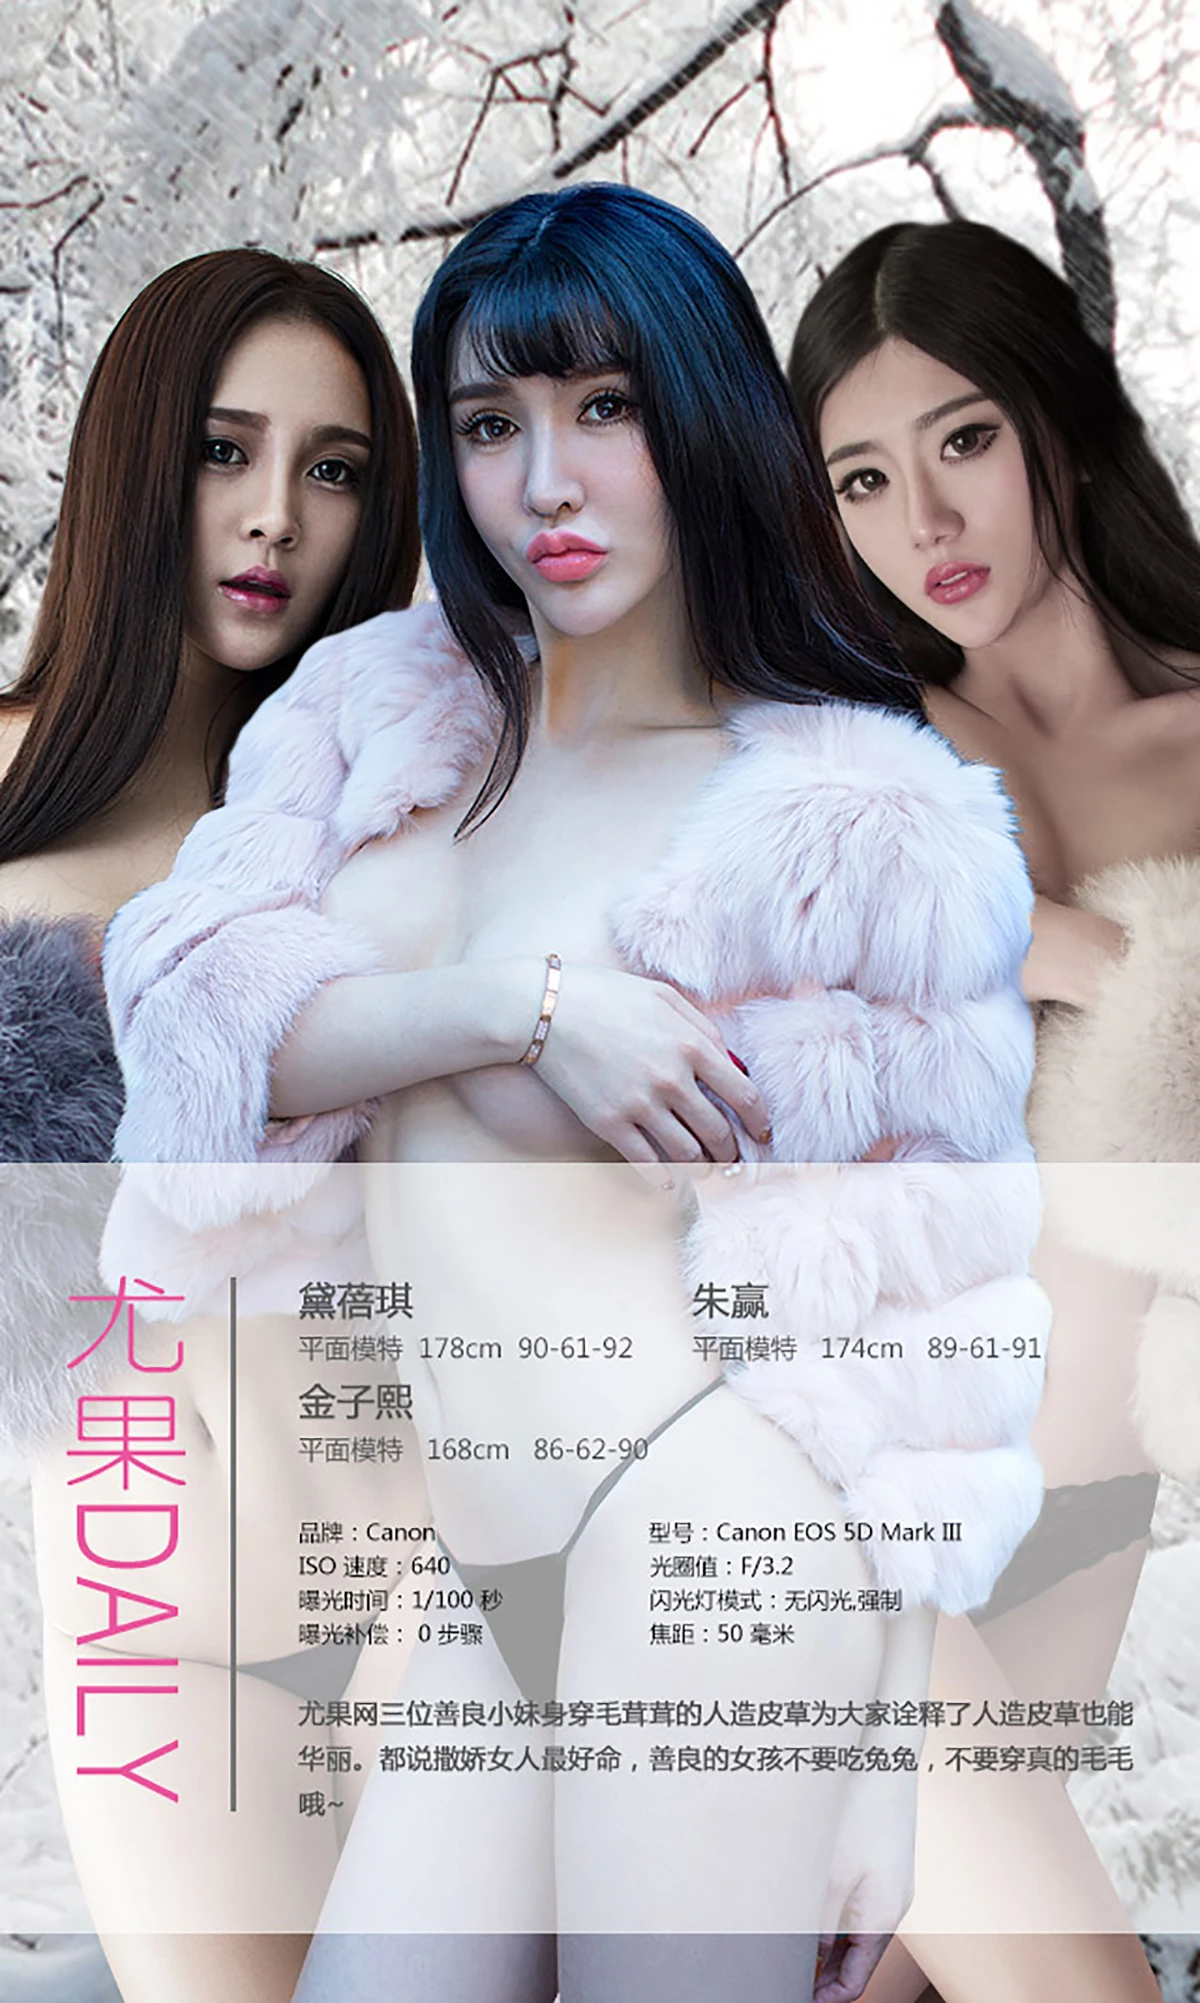 尤果DAILY
黛蓓琪
平面模特 178cm 90-61-92
朱赢
平面模特 174cm 89-61-91
金子熙
平面模特 168cm 86-62-90
品牌：Canon
ISO 速度：640
曝光时间：1/100 秒
曝光补偿： 0 步骤
型号：Canon EOS 5D Mark III
光圈值：F/3.2
闪光灯模式：无闪光,强制
焦距：50 毫米
尤果网三位善良小妹身穿毛茸茸的人造皮草为大家诠释了人造皮草也能
华丽。都说撒娇女人最好命，善良的女孩不要吃兔兔，不要穿真的毛毛
哦~